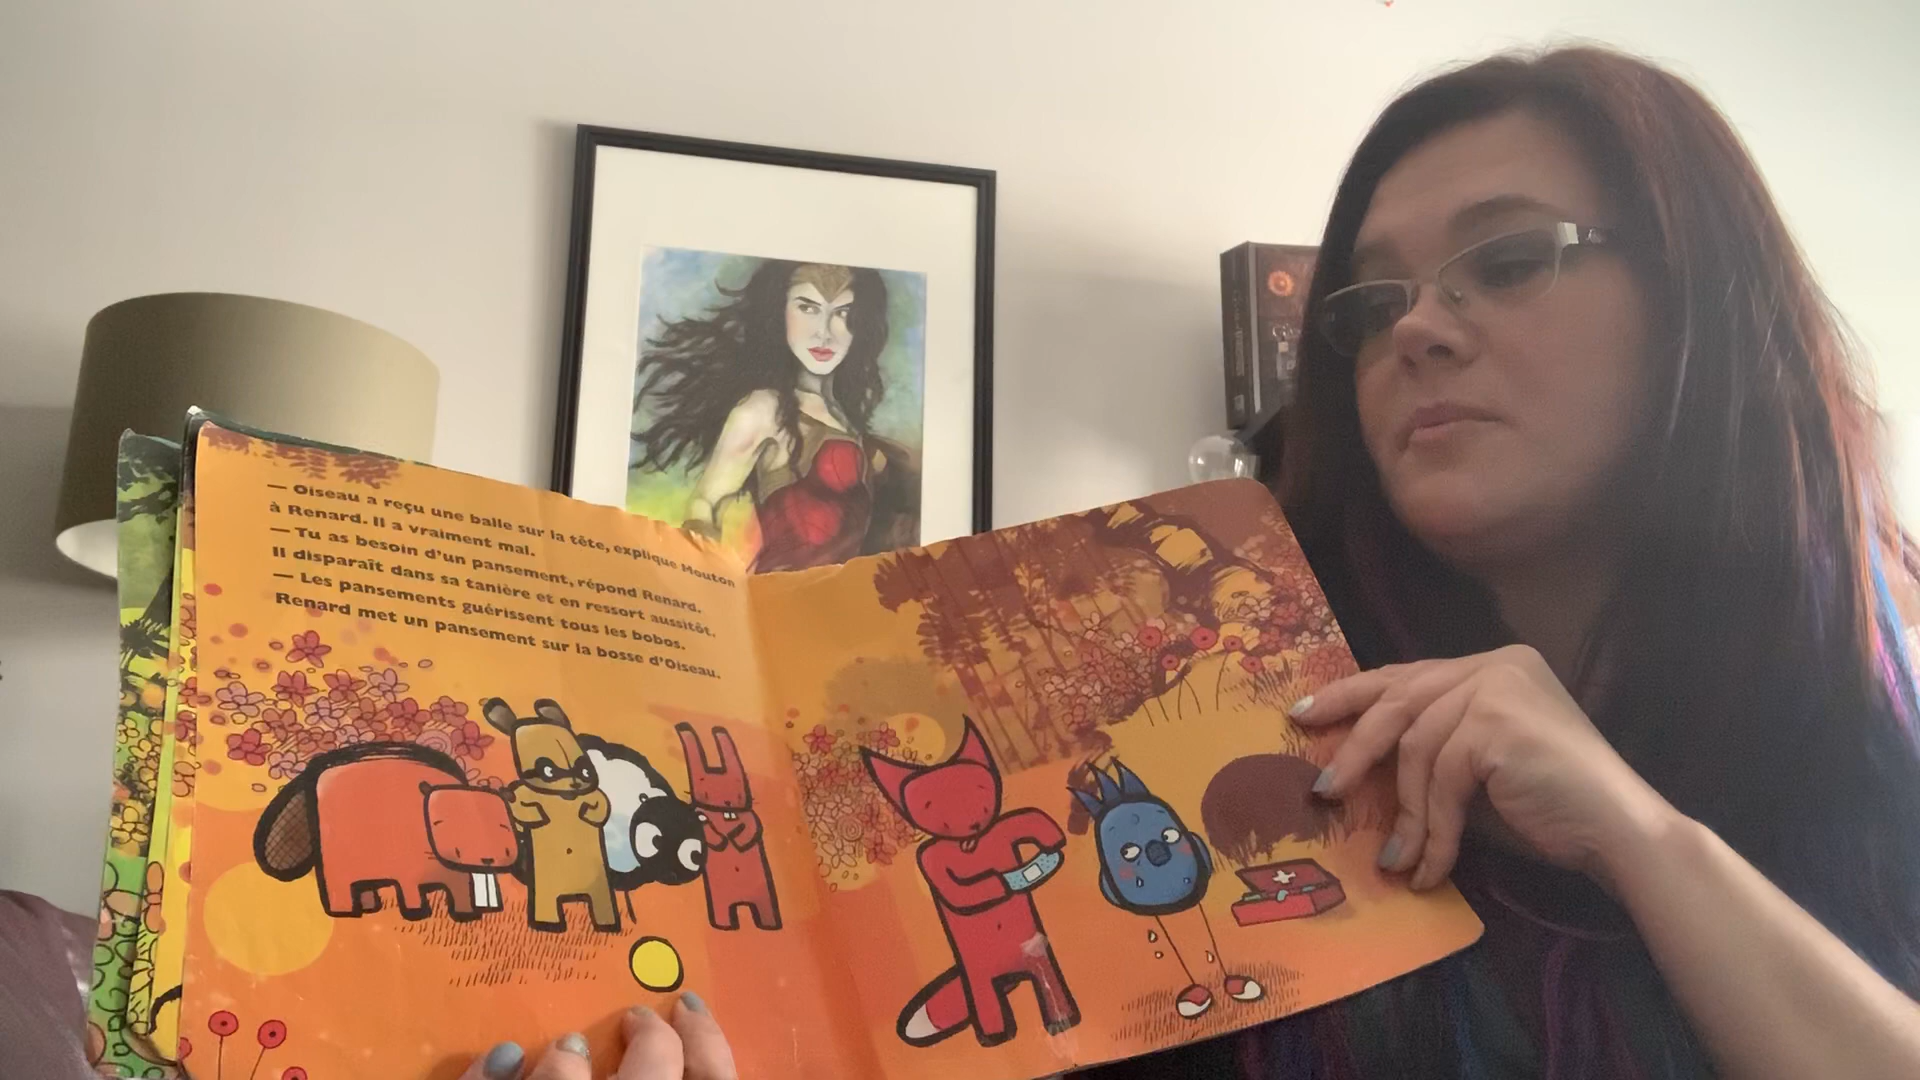 — Oiseau a reçu une balle sur la tête, explique Mouton
à Renard. Il a vraiment mal.
— Tu as besoin d'un pansement, répond Renard.
Il disparaît dans sa tanière et en ressort aussitôt.
— Les pansements guérissent tous les bobos.
Renard met un pansement sur la bosse d'Oiseau.